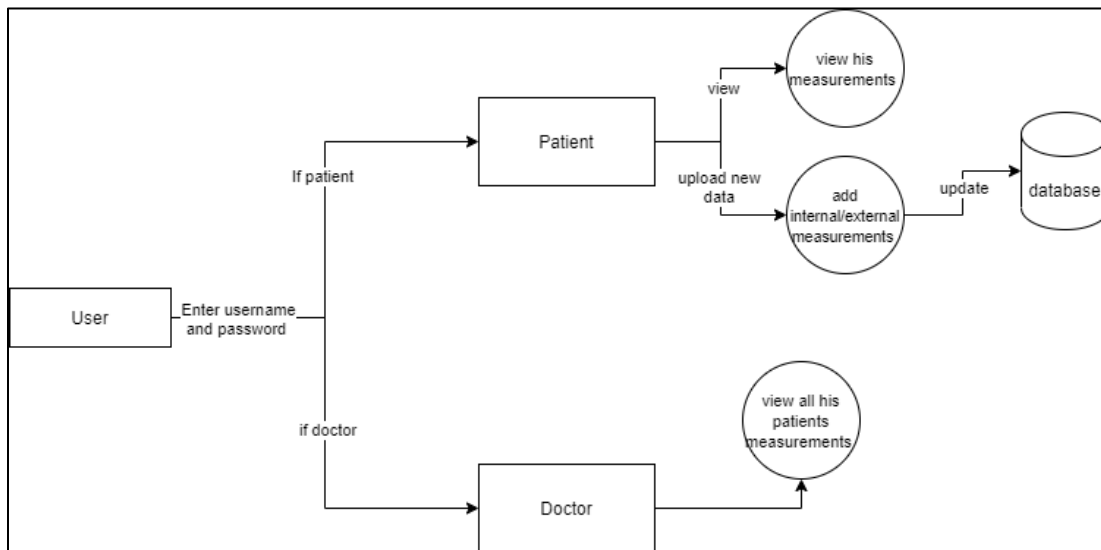 view his
measurements
view
Patient
If patient
upload new
data
add
internal/external
measurements
update
database
User
Enter username
and password
view all his
patients
measurements
if doctor
Doctor